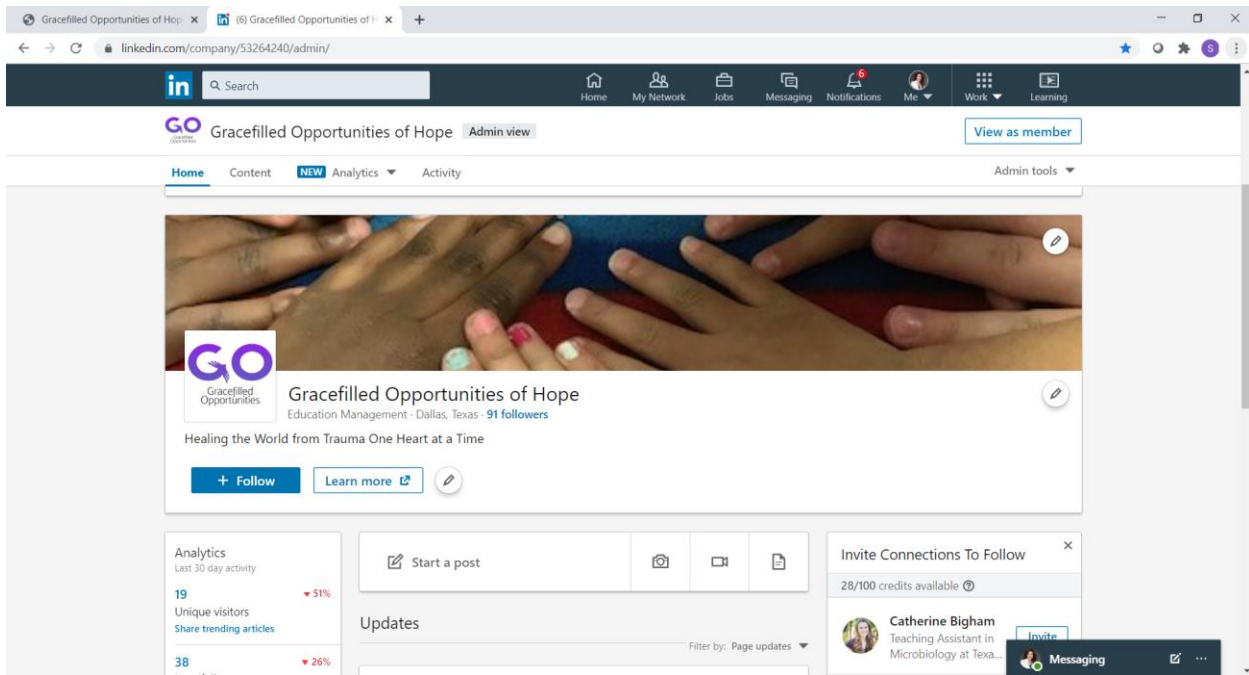 Gracefilled Opportunities of Hop
(6) Gracefilled Opportunities of H
linkedin.com/company/53264240/admin/
S
in
Search
Home
My Network
Jobs
Messaging
6
Notifications
Me
Work
Learning
GO
Gracefilled Opportunities of Hope Admin view
View as member
Home Content NEW Analytics Activity
Admin tools
GO
Gracefilled
Opportunities
Gracefilled Opportunities of Hope
Education Management · Dallas, Texas · 91 followers
Healing the World from Trauma One Heart at a Time
+ Follow
Learn more
Analytics
Last 30 day activity
19 ▼ 51%
Unique visitors
Share trending articles
38 ▼ 26%
Start a post
Updates
Filter by: Page updates
Invite Connections To Follow
28/100 credits available
Catherine Bigham
Teaching Assistant in
Microbiology at Texa...
Invite
Messaging